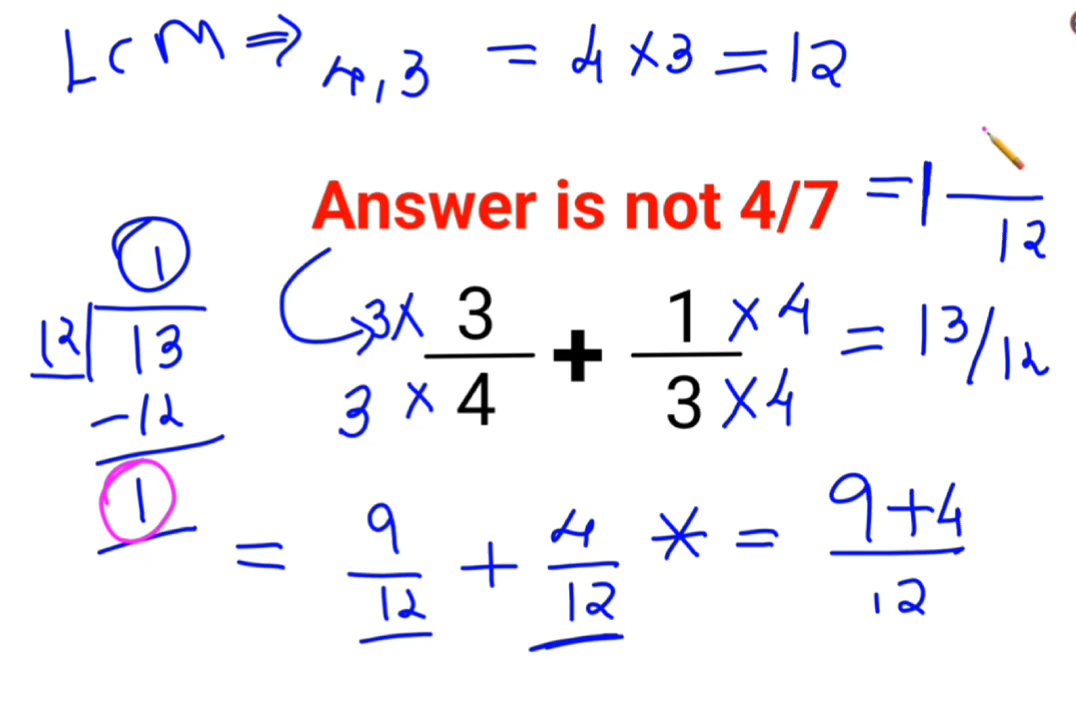 LCM ⇒ 4,3 = 4 × 3 = 12
Answer is not 4/7 = 1 __/12
1
12 | 13
-12
1
3 × 3/3 × 4 + 1 × 4/3 × 4 = 13/12
= 9/12 + 4/12 * = 9+4/12